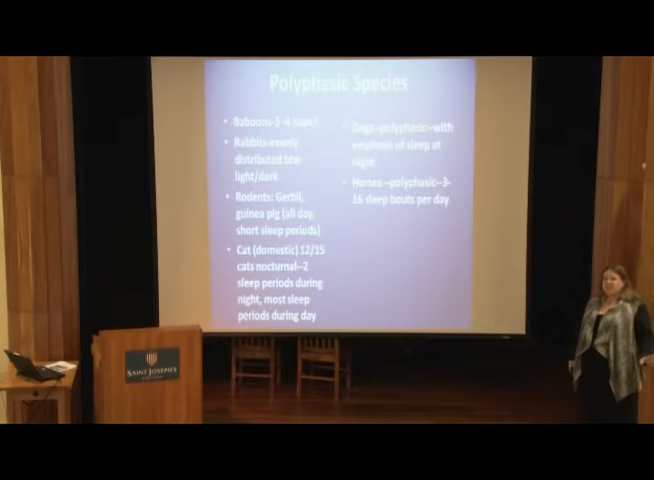 Polyphasic Species
• Baboons-3-4 naps?
• Rabbits-evenly
distributed btw
light/dark
• Rodents: Gerbil,
guinea pig (all day,
short sleep periods)
• Cat (domestic) 12/15
cats nocturnal–2
sleep periods during
night, most sleep
periods during day
• Dogs–polyphasic–with
emphasis of sleep at
night
• Horses–polyphasic–3-
16 sleep bouts per day
SAINT JOSEPH'S